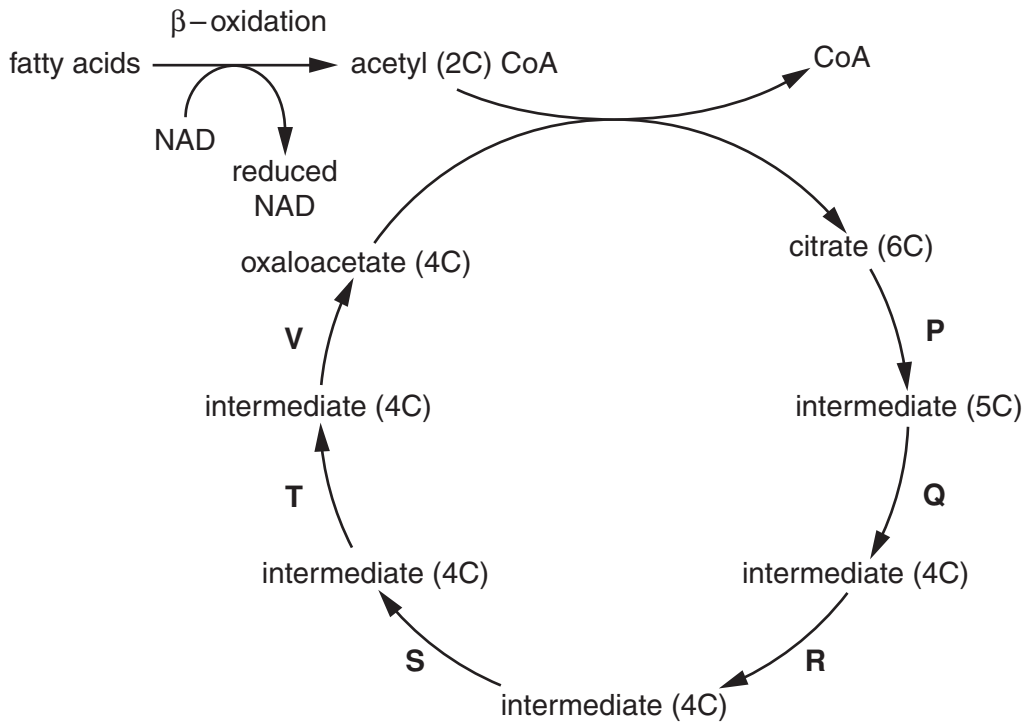 β–oxidation
fatty acids
acetyl (2C) CoA
CoA
NAD
reduced
NAD
citrate (6C)
oxaloacetate (4C)
P
V
intermediate (4C)
intermediate (5C)
T
Q
intermediate (4C)
intermediate (4C)
S
R
intermediate (4C)